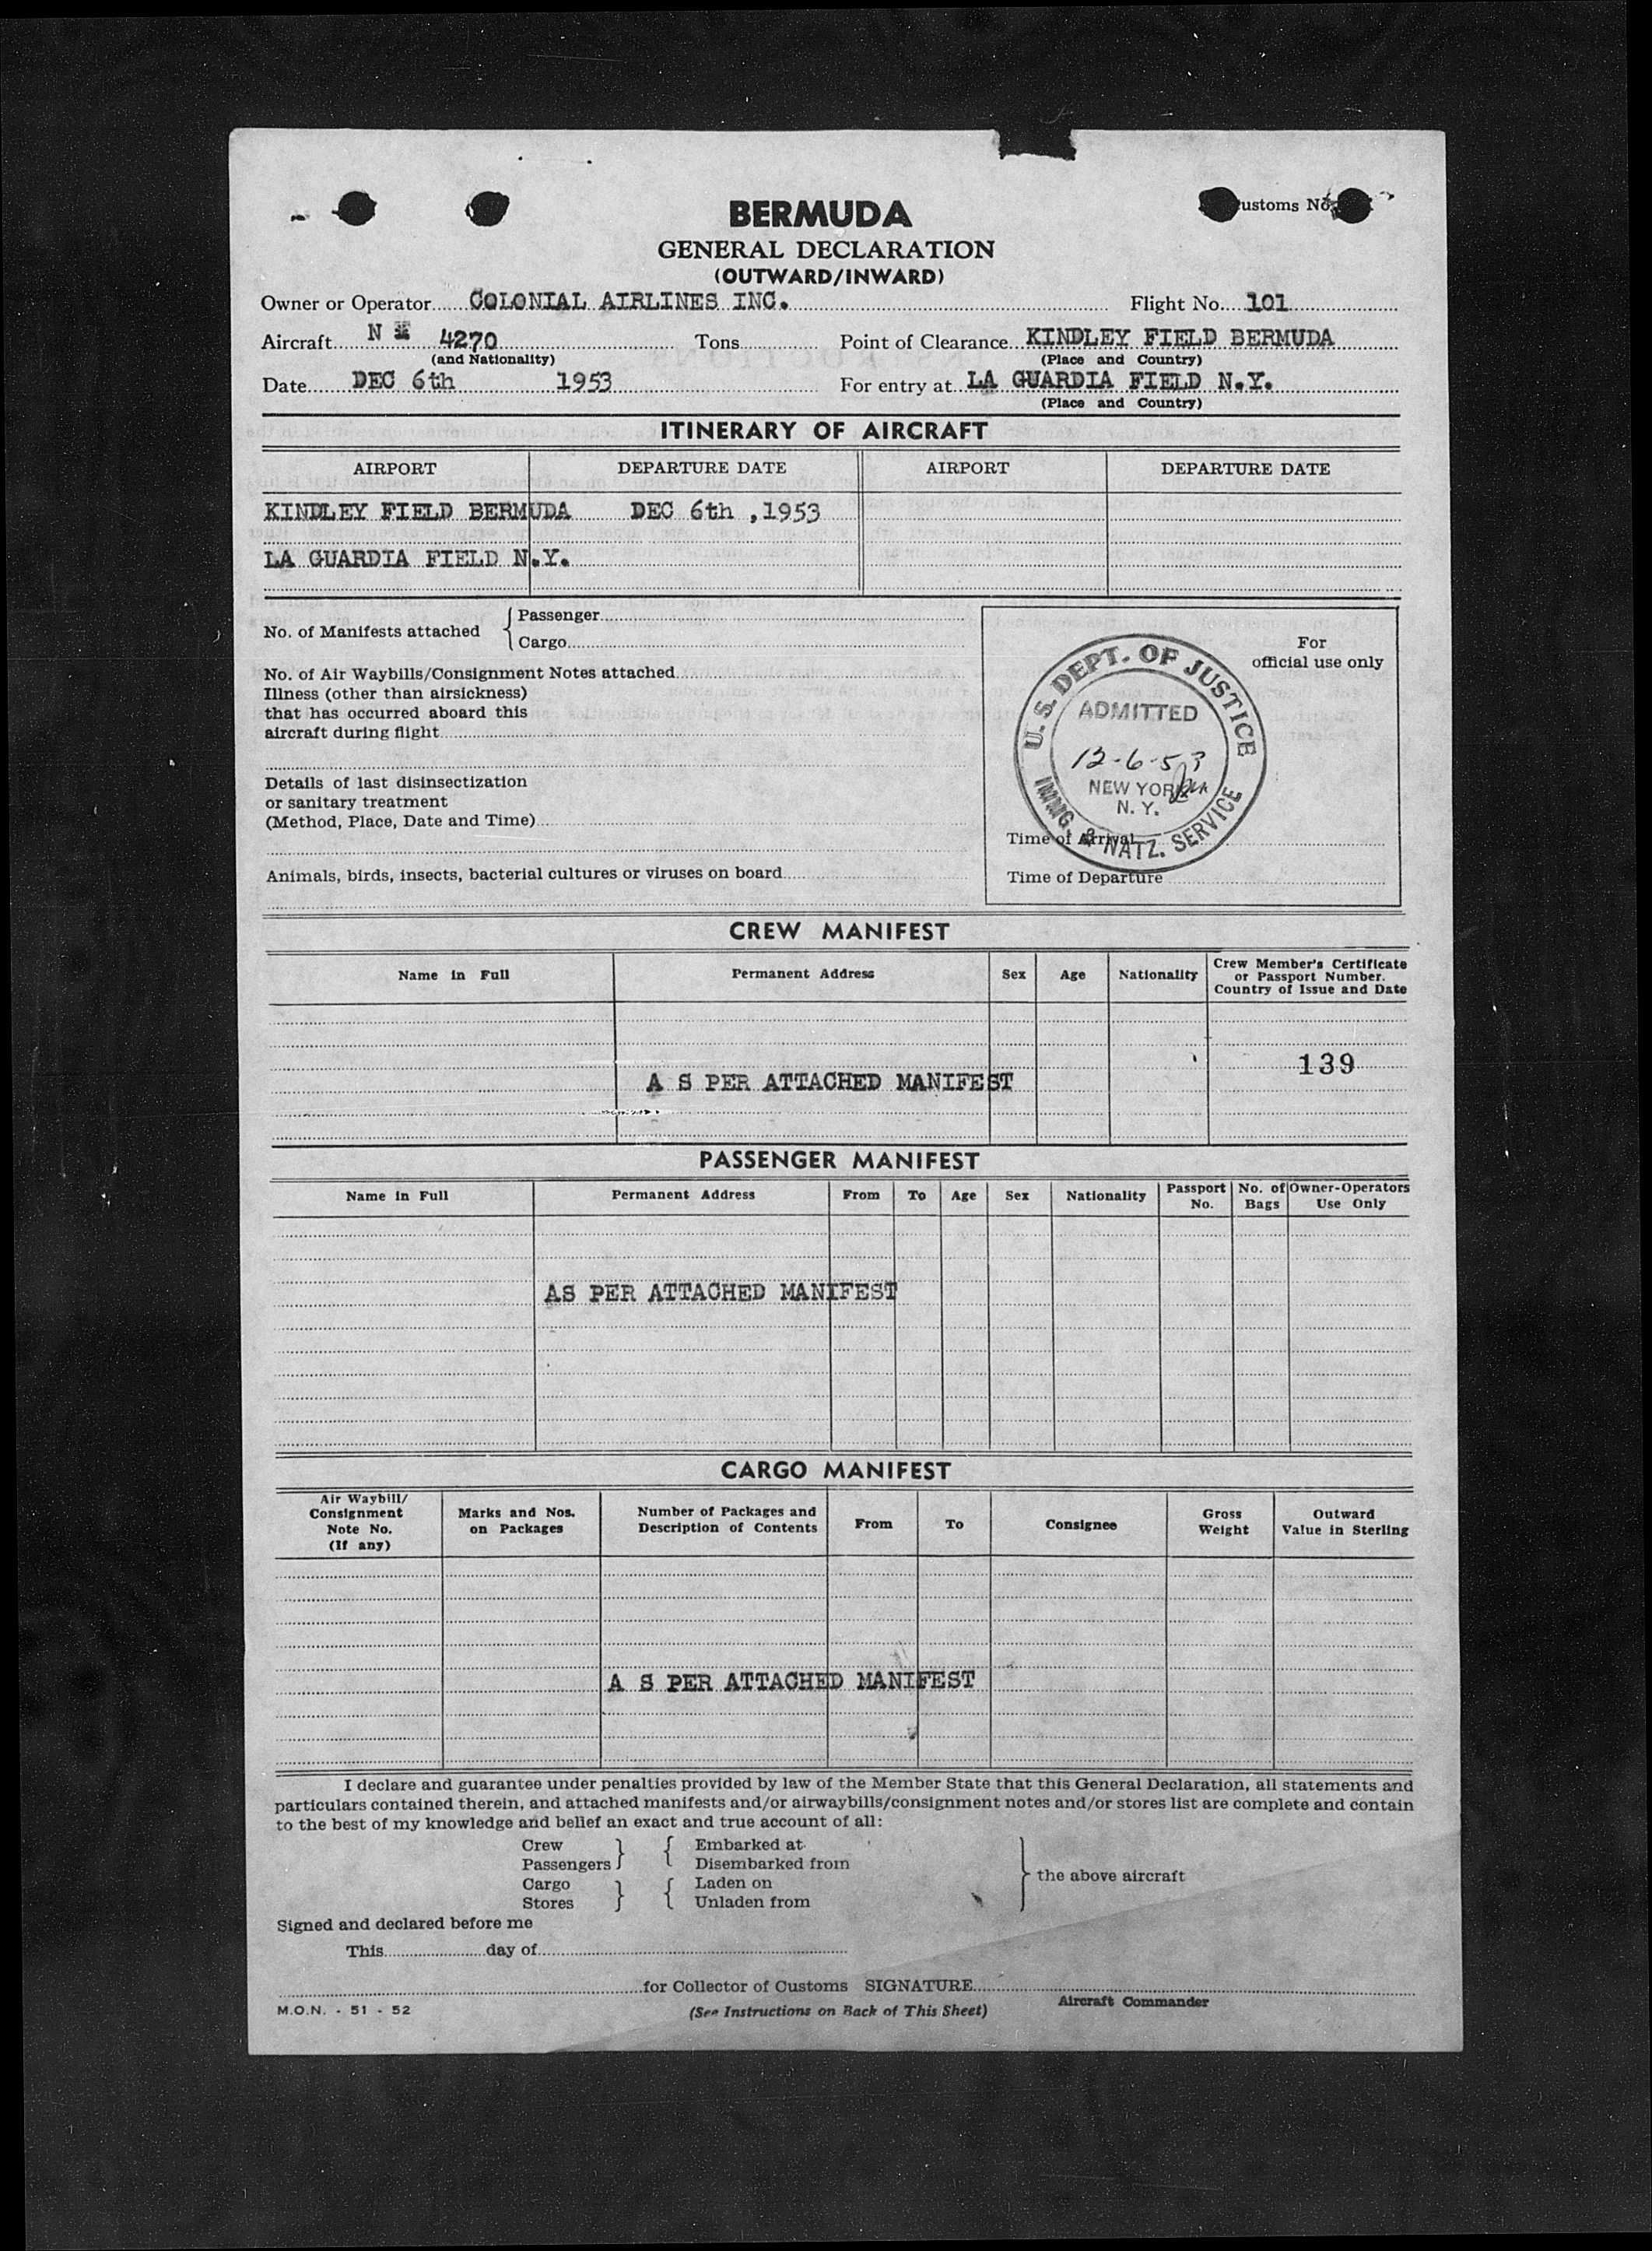 Customs No.
BERMUDA
GENERAL DECLARATION
(OUTWARD/INWARD)
Owner or Operator COLONIAL AIRLINES INC. Flight No. 101
Aircraft N 4270 Tons Point of Clearance KINDLEY FIELD BERMUDA
(and Nationality) (Place and Country)
Date DEC 6th 1953 For entry at LA GUARDIA FIELD N.Y.
(Place and Country)
ITINERARY OF AIRCRAFT
AIRPORT DEPARTURE DATE AIRPORT DEPARTURE DATE
KINDLEY FIELD BERMUDA DEC 6th ,1953
LA GUARDIA FIELD N.Y.
No. of Manifests attached { Passenger
Cargo
No. of Air Waybills/Consignment Notes attached
Illness (other than airsickness)
that has occurred aboard this
aircraft during flight
Details of last disinsectization
or sanitary treatment
(Method, Place, Date and Time)
Animals, birds, insects, bacterial cultures or viruses on board
For
official use only
U.S. DEPT. OF JUSTICE
ADMITTED
12-6-53
NEW YORK
N. Y.
IMMG. & NATZ. SERVICE
Time of Arrival
Time of Departure
CREW MANIFEST
Name in Full Permanent Address Sex Age Nationality Crew Member's Certificate
or Passport Number.
Country of Issue and Date
139
A S PER ATTACHED MANIFEST
PASSENGER MANIFEST
Name in Full Permanent Address From To Age Sex Nationality Passport No. No. of Bags Owner-Operators Use Only
AS PER ATTACHED MANIFEST
CARGO MANIFEST
Air Waybill/ Consignment Note No. (If any) Marks and Nos. on Packages Number of Packages and Description of Contents From To Consignee Gross Weight Outward Value in Sterling
A S PER ATTACHED MANIFEST
I declare and guarantee under penalties provided by law of the Member State that this General Declaration, all statements and
particulars contained therein, and attached manifests and/or airwaybills/consignment notes and/or stores list are complete and contain
to the best of my knowledge and belief an exact and true account of all:
Crew } { Embarked at
Passengers Disembarked from
Cargo } { Laden on } the above aircraft
Stores Unladen from
Signed and declared before me
This day of
for Collector of Customs SIGNATURE
Aircraft Commander
M.O.N. - 51 - 52 (See Instructions on Back of This Sheet)